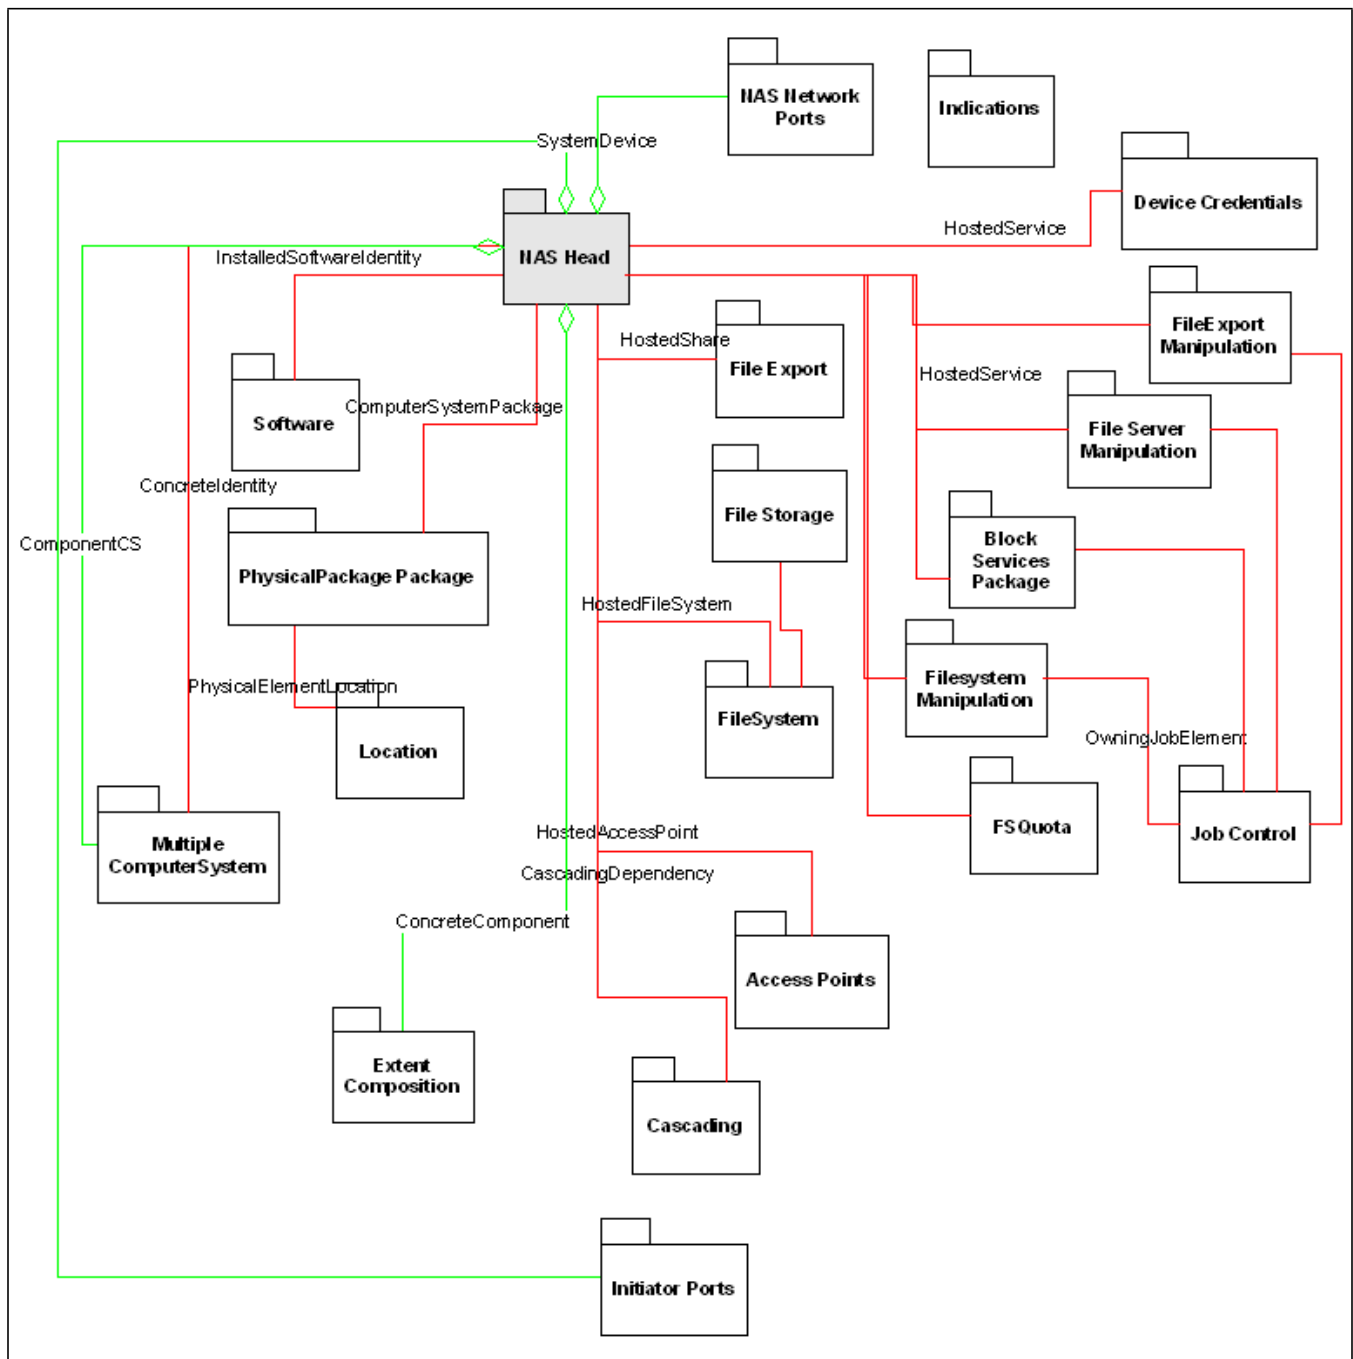 NAS Network
Ports
Indications
SystemDevice
Device Credentials
HostedService
InstalledSoftwareIdentity
NAS Head
FileExport
Manipulation
HostedShare
File Export
HostedService
Software
ComputerSystemPackage
File Server
Manipulation
ConcreteIdentity
File Storage
ComponentCS
Block
Services
Package
PhysicalPackage Package
HostedFileSystem
PhysicalElementLocation
Filesystem
Manipulation
FileSystem
Location
OwningJobElement
Multiple
ComputerSystem
HostedAccessPoint
FSQuota
Job Control
CascadingDependency
ConcreteComponent
Access Points
Extent
Composition
Cascading
Initiator Ports